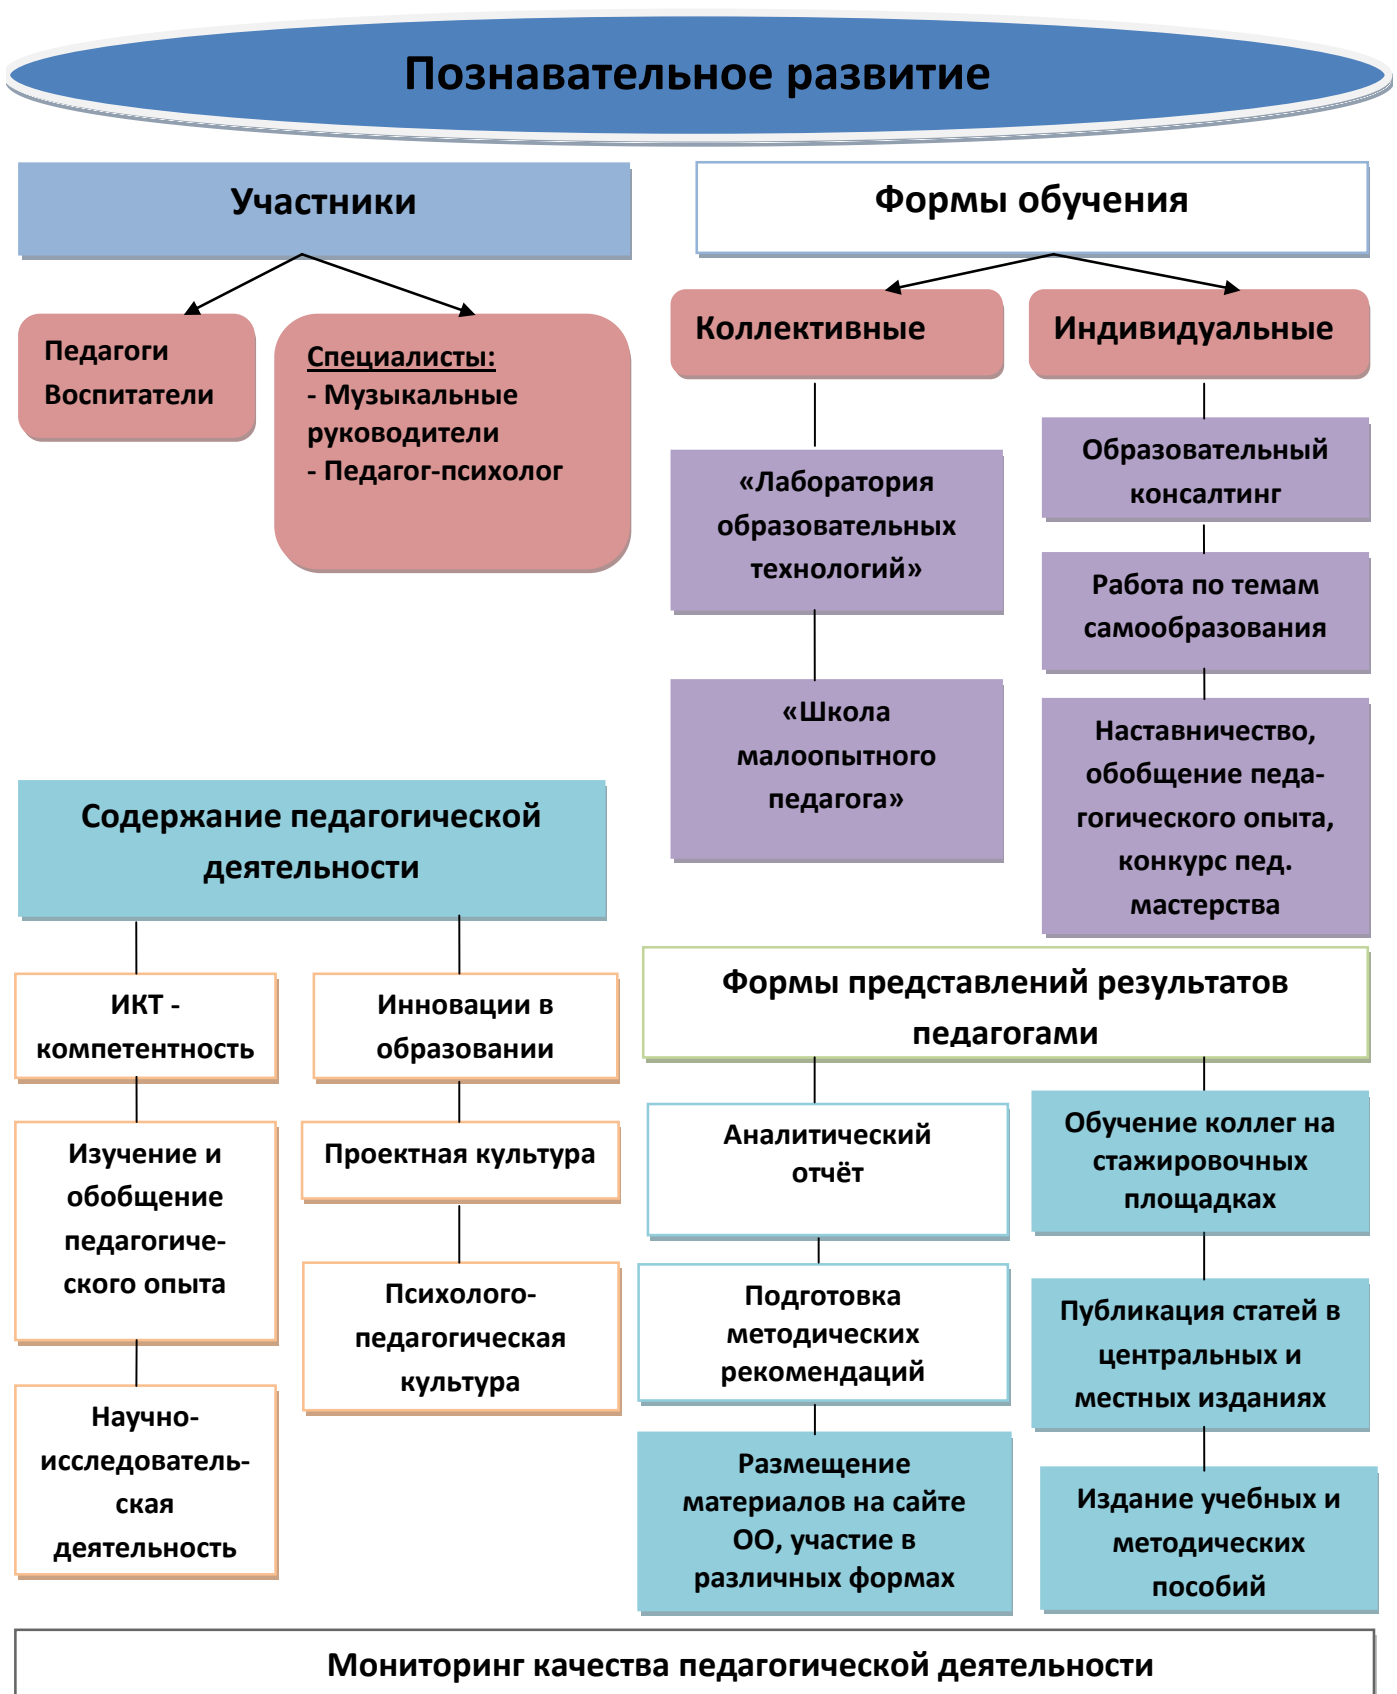 Познавательное развитие
Участники
Педагоги
Воспитатели
Специалисты:
- Музыкальные
руководители
- Педагог-психолог
Формы обучения
Коллективные
«Лаборатория
образовательных
технологий»
«Школа
малоопытного
педагога»
Индивидуальные
Образовательный
консалтинг
Работа по темам
самообразования
Наставничество,
обобщение педа-
гогического опыта,
конкурс пед.
мастерства
Содержание педагогической
деятельности
ИКТ -
компетентность
Изучение и
обобщение
педагогиче-
ского опыта
Научно-
исследователь-
ская
деятельность
Инновации в
образовании
Проектная культура
Психолого-
педагогическая
культура
Формы представлений результатов
педагогами
Аналитический
отчёт
Подготовка
методических
рекомендаций
Размещение
материалов на сайте
ОО, участие в
различных формах
Обучение коллег на
стажировочных
площадках
Публикация статей в
центральных и
местных изданиях
Издание учебных и
методических
пособий
Мониторинг качества педагогической деятельности